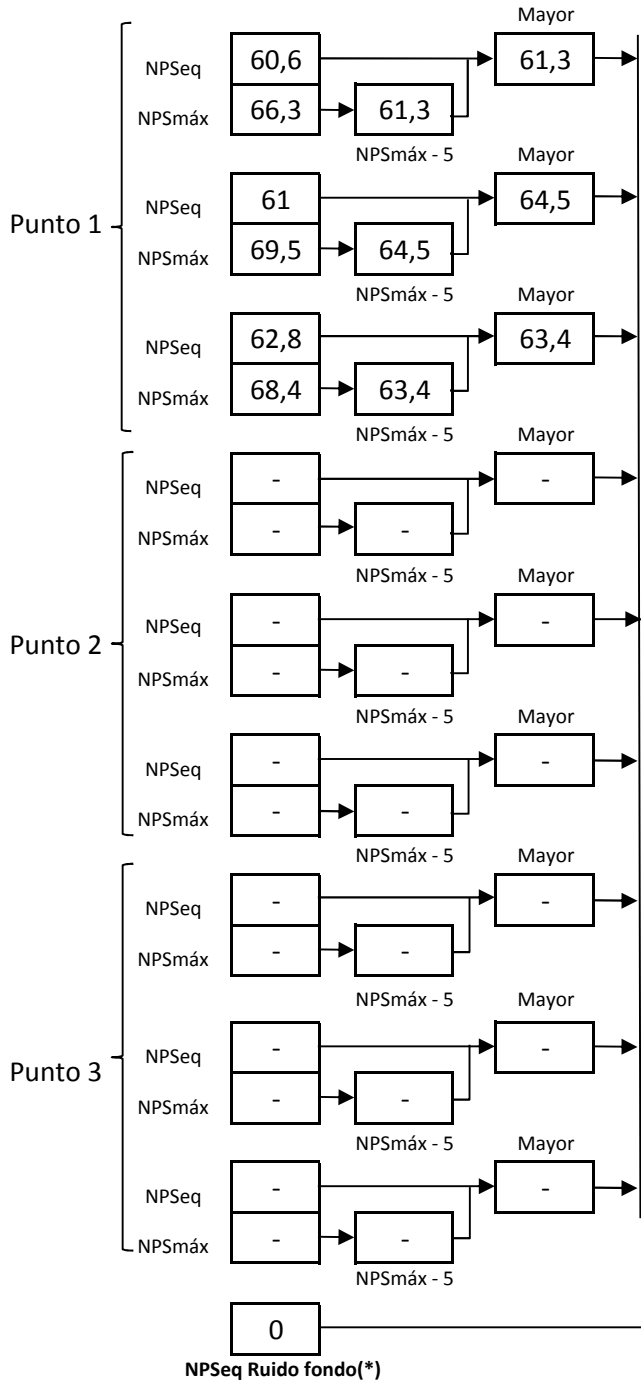 Mayor
NPSeq 60,6 61,3
NPSmáx 66,3 61,3
NPSmáx - 5 Mayor
Punto 1
NPSeq 61 64,5
NPSmáx 69,5 64,5
NPSmáx - 5 Mayor
NPSeq 62,8 63,4
NPSmáx 68,4 63,4
NPSmáx - 5 Mayor
NPSeq - -
NPSmáx - -
NPSmáx - 5 Mayor
Punto 2
NPSeq - -
NPSmáx - -
NPSmáx - 5 Mayor
NPSeq - -
NPSmáx - -
NPSmáx - 5 Mayor
NPSeq - -
NPSmáx - -
NPSmáx - 5 Mayor
Punto 3
NPSeq - -
NPSmáx - -
NPSmáx - 5 Mayor
NPSeq - -
NPSmáx - -
NPSmáx - 5
0
NPSeq Ruido fondo(*)